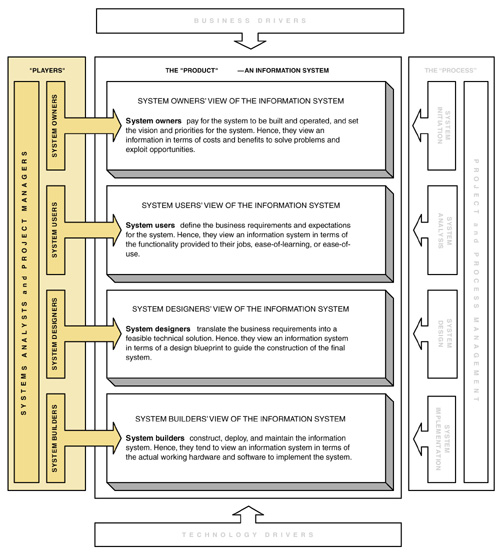 BUSINESS DRIVERS
"PLAYERS"
THE "PRODUCT" —AN INFORMATION SYSTEM
THE "PROCESS"
SYSTEMS ANALYSTS and PROJECT MANAGERS
SYSTEM OWNERS
SYSTEM OWNERS' VIEW OF THE INFORMATION SYSTEM
System owners pay for the system to be built and operated, and set
the vision and priorities for the system. Hence, they view an
information in terms of costs and benefits to solve problems and
exploit opportunities.
SYSTEM
INITIATION
SYSTEM USERS
SYSTEM USERS' VIEW OF THE INFORMATION SYSTEM
System users define the business requirements and expectations
for the system. Hence, they view an information system in terms of
the functionality provided to their jobs, ease-of-learning, or ease-of-
use.
SYSTEM
ANALYSIS
SYSTEM DESIGNERS
SYSTEM DESIGNERS' VIEW OF THE INFORMATION SYSTEM
System designers translate the business requirements into a
feasible technical solution. Hence. they view an information system
in terms of a design blueprint to guide the construction of the final
system.
SYSTEM
DESIGN
SYSTEM BUILDERS
SYSTEM BUILDERS' VIEW OF THE INFORMATION SYSTEM
System builders construct, deploy, and maintain the information
system. Hence, they tend to view an information system in terms of
the actual working hardware and software to implement the system.
SYSTEM
IMPLEMENTATION
PROJECT and PROCESS MANAGEMENT
TECHNOLOGY DRIVERS